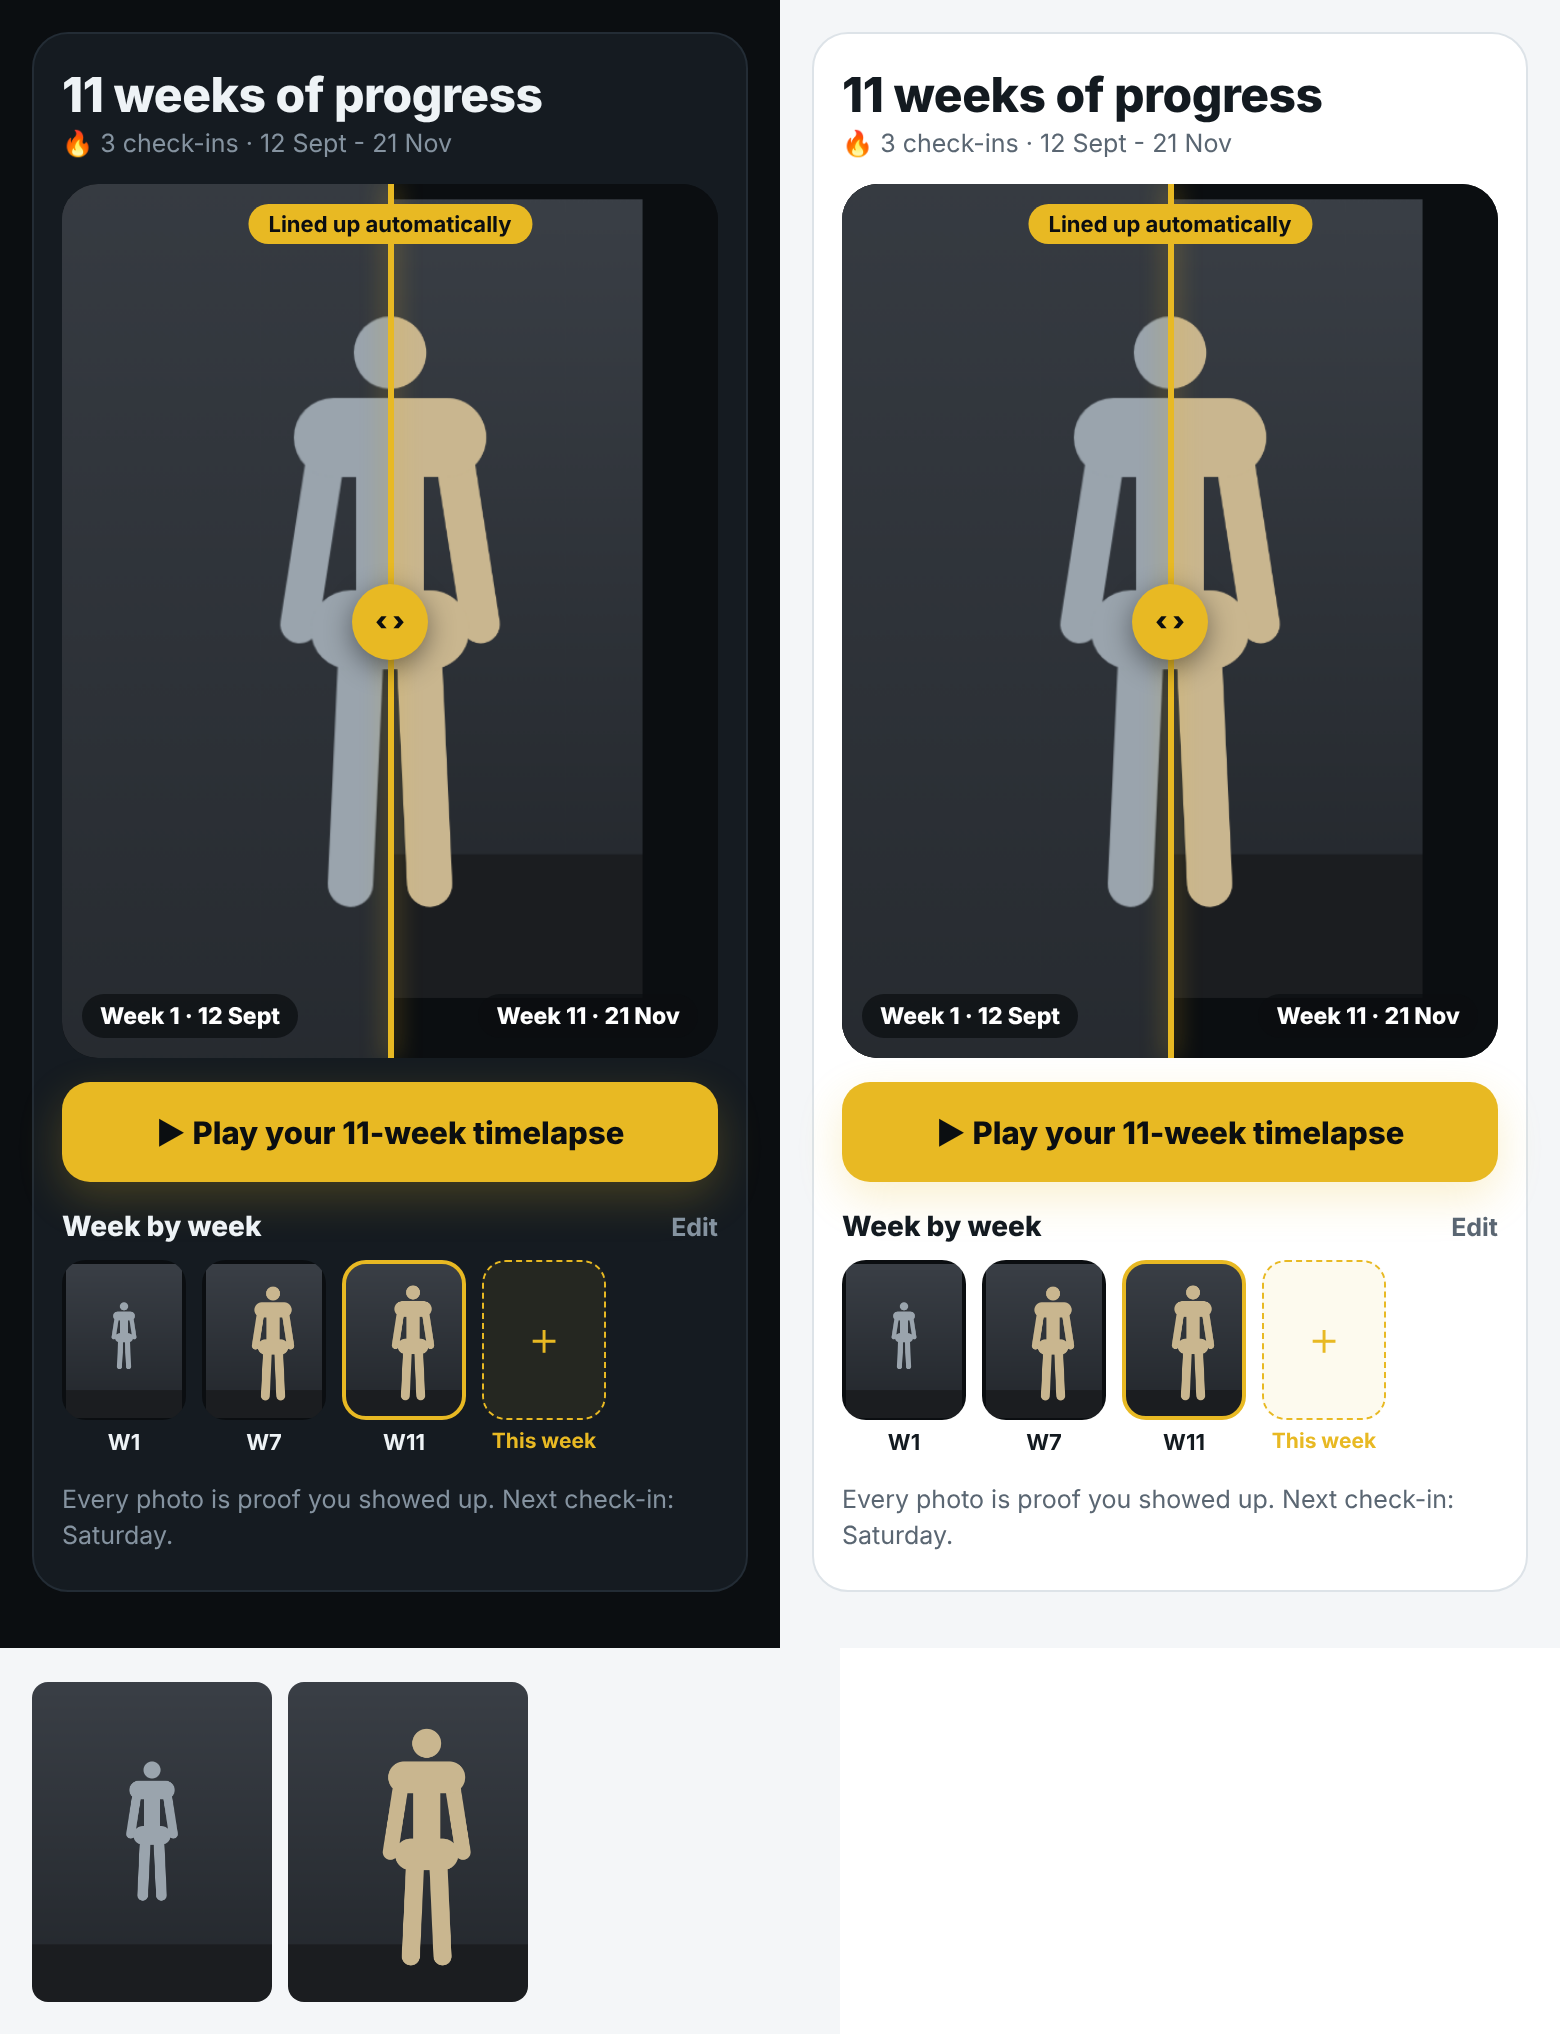 11 weeks of progress
🔥 3 check-ins · 12 Sept - 21 Nov
Lined up automatically
Week 1 · 12 Sept
Week 11 · 21 Nov
▶ Play your 11-week timelapse
Week by week
Edit
+
W1
W7
W11
This week
Every photo is proof you showed up. Next check-in:
Saturday.
11 weeks of progress
🔥 3 check-ins · 12 Sept - 21 Nov
Lined up automatically
Week 1 · 12 Sept
Week 11 · 21 Nov
▶ Play your 11-week timelapse
Week by week
Edit
+
W1
W7
W11
This week
Every photo is proof you showed up. Next check-in:
Saturday.